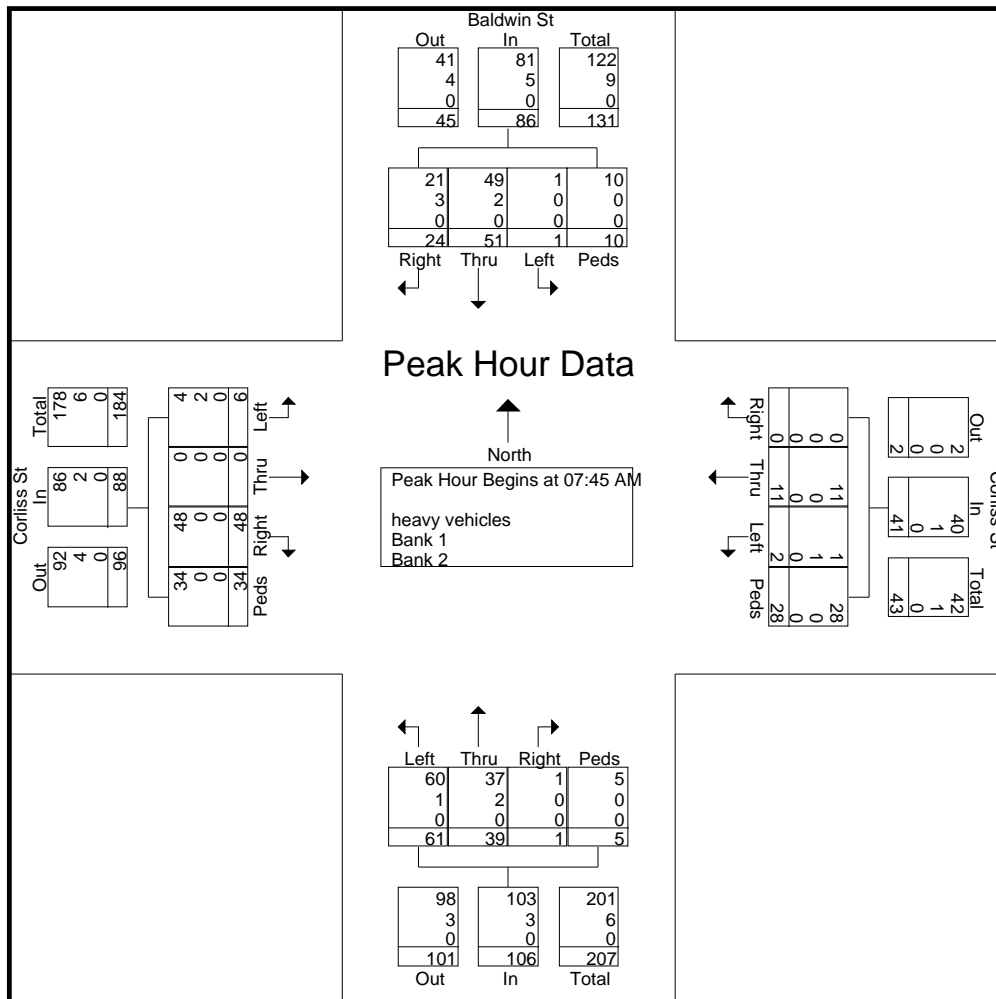 Baldwin St
Out In Total
41 81 122
4 5 9
0 0 0
45 86 131
21 49 1 10
3 2 0 0
0 0 0 0
24 51 1 10
Right Thru Left Peds
Peak Hour Data
North
Peak Hour Begins at 07:45 AM
heavy vehicles
Bank 1
Bank 2
Corliss St
Total In Out
178 86 92
6 2 4
0 0 0
184 88 96
4 0 48 34
2 0 0 0
0 0 0 0
6 0 48 34
Left Thru Right Peds
Corliss St
Out In Total
2 40 42
0 1 1
0 0 0
2 41 43
0 11 1 28
0 0 1 0
0 0 0 0
0 11 2 28
Right Thru Left Peds
Left Thru Right Peds
60 37 1 5
1 2 0 0
0 0 0 0
61 39 1 5
98 103 201
3 3 6
0 0 0
101 106 207
Out In Total